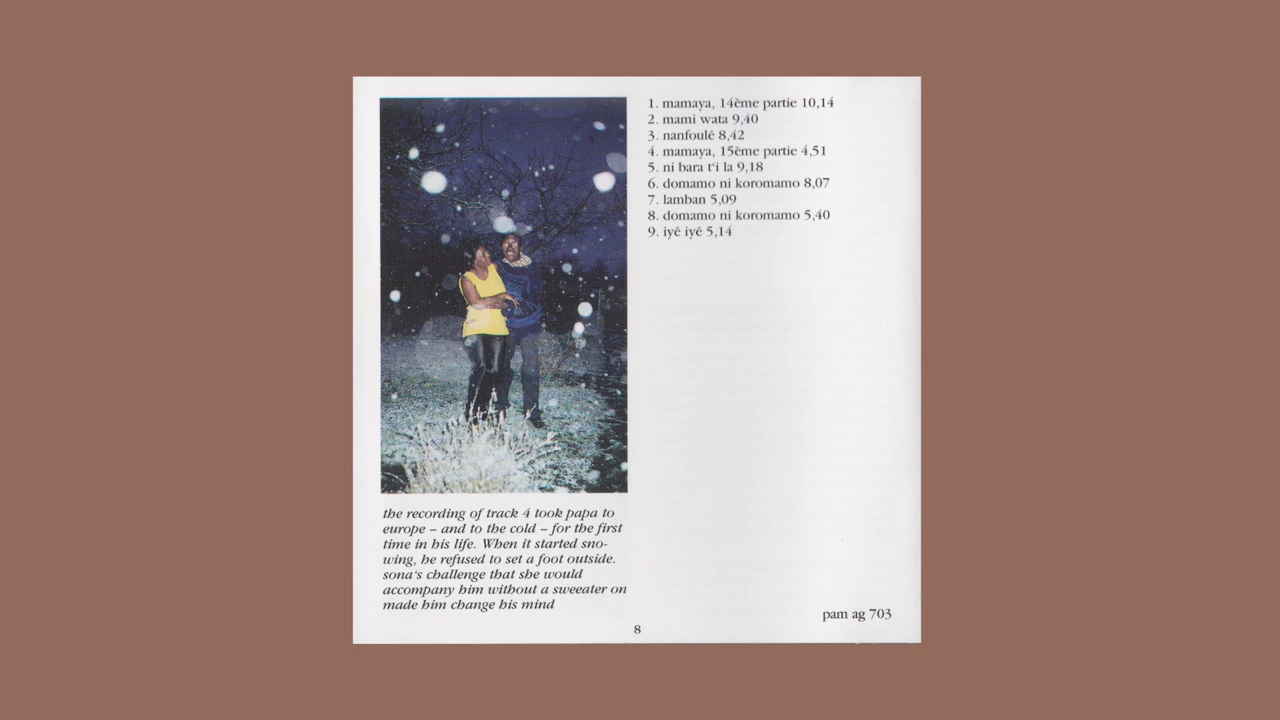 1. mamaya, 14ème partie 10,14
2. mami wata 9,40
3. nanfoulé 8,42
4. mamaya, 15ème partie 4,51
5. ni bara t'i la 9,18
6. domamo ni koromamo 8,07
7. lamban 5,09
8. domamo ni koromamo 5,40
9. iyé iyé 5,14
the recording of track 4 took papa to
europe – and to the cold – for the first
time in his life. When it started sno-
wing, he refused to set a foot outside.
sona's challenge that she would
accompany him without a sweeater on
made him change his mind
pam ag 703
8